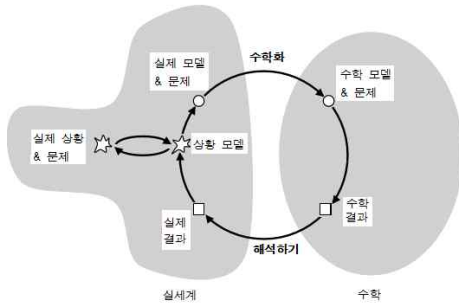 실제 모델
& 문제
수학화
수학 모델
& 문제
실제 상황
& 문제
상황 모델
실제
결과
수학
결과
해석하기
실세계
수학